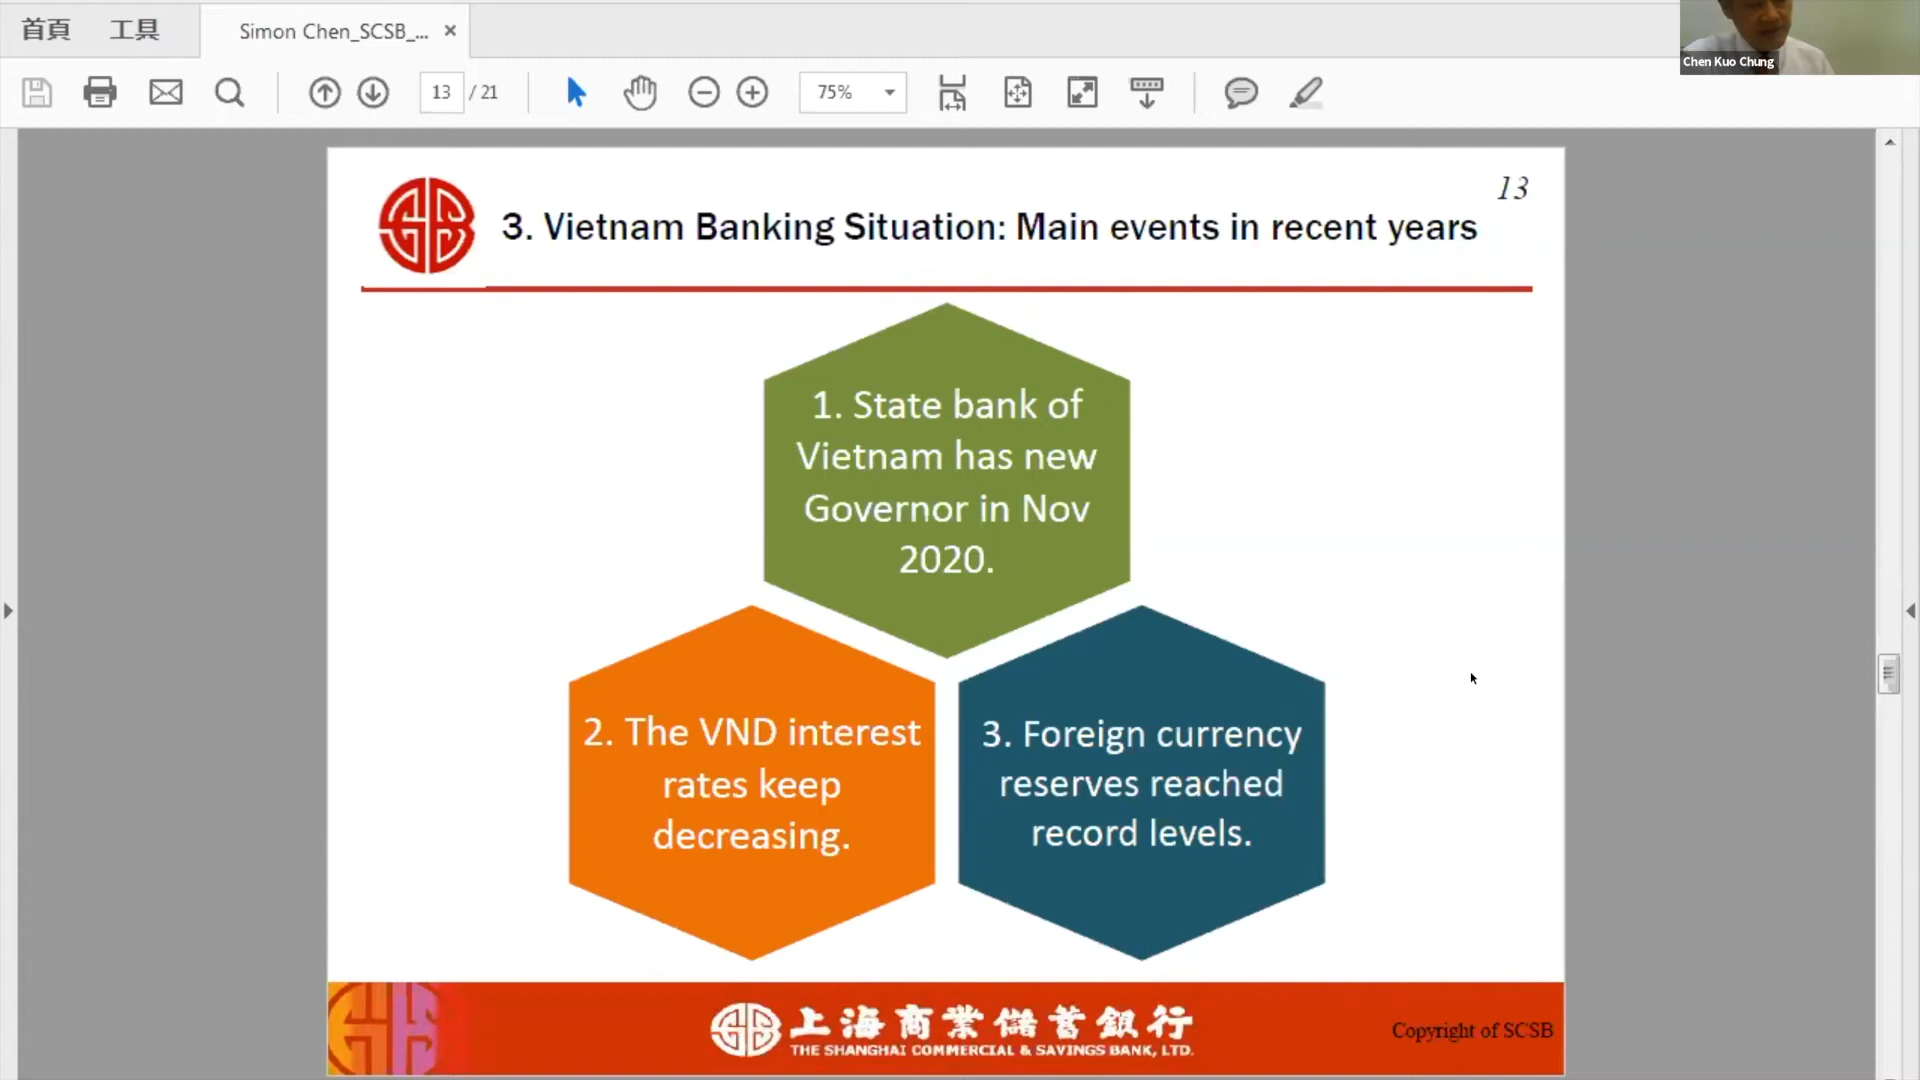 首頁 工具 Simon Chen_SCSB_... ×
13 / 21 75%
Chen Kuo Chung
13
3. Vietnam Banking Situation: Main events in recent years
1. State bank of
Vietnam has new
Governor in Nov
2020.
2. The VND interest
rates keep
decreasing.
3. Foreign currency
reserves reached
record levels.
上海商業儲蓄銀行
THE SHANGHAI COMMERCIAL & SAVINGS BANK, LTD.
Copyright of SCSB